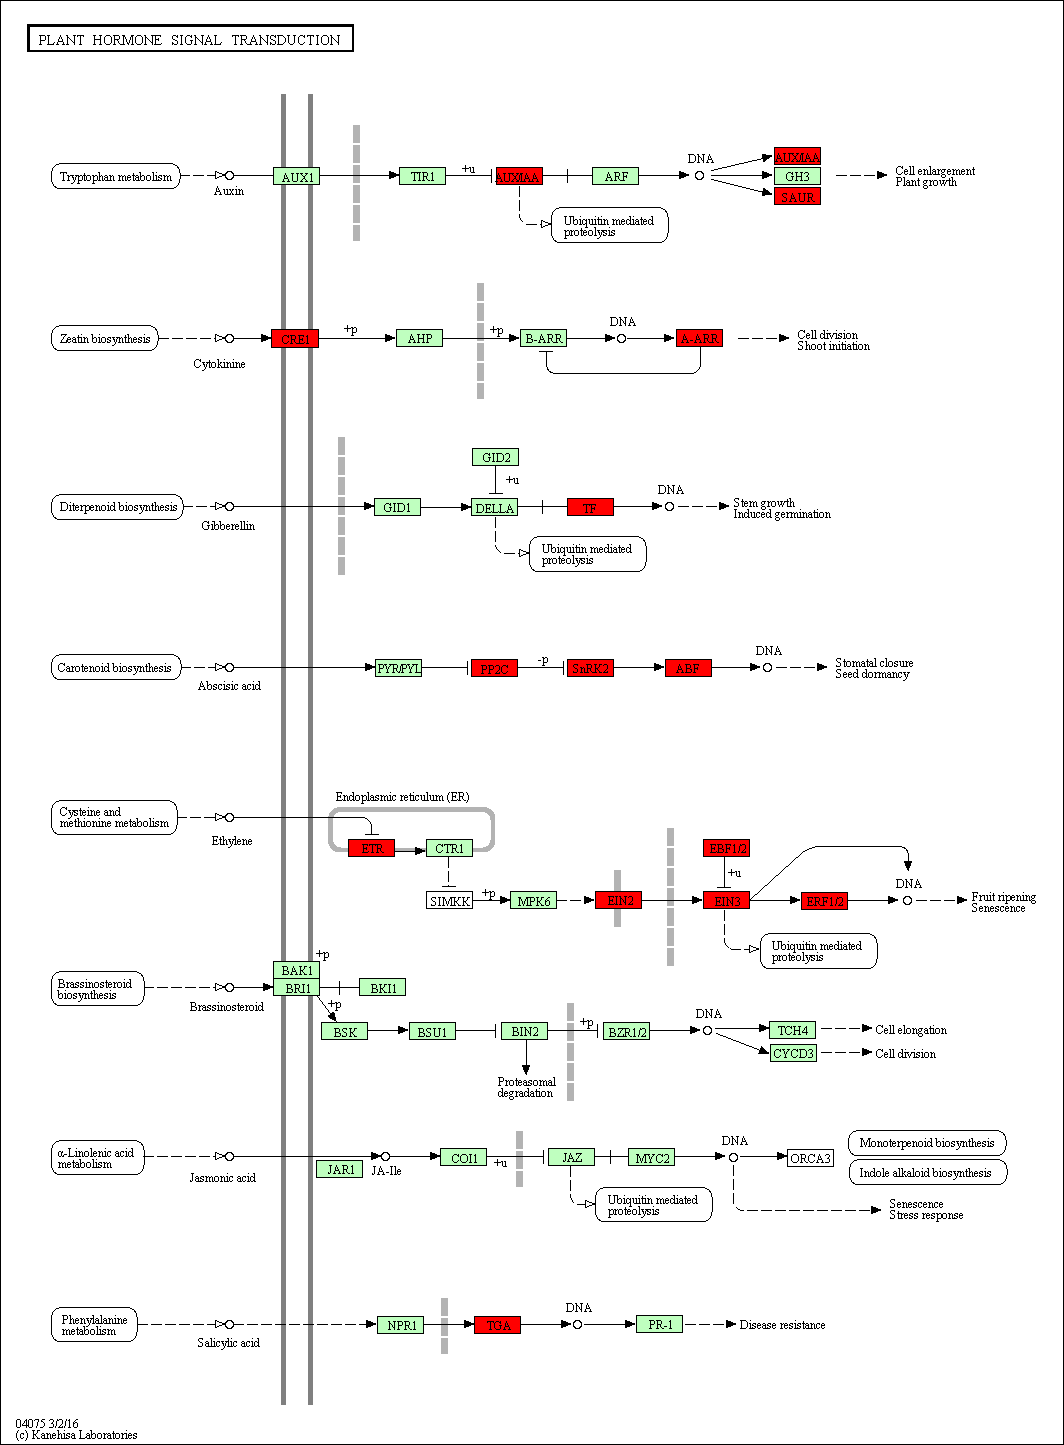 PLANT HORMONE SIGNAL TRANSDUCTION
DNA
AUX/IAA
Tryptophan metabolism
Auxin
AUX1
TIR1
+u
AUX/IAA
ARF
GH3
SAUR
Cell enlargement
Plant growth
Ubiquitin mediated
proteolysis
Zeatin biosynthesis
Cytokinine
CRE1
+p
AHP
+p
B-ARR
DNA
A-ARR
Cell division
Shoot initiation
GID2
+u
Diterpenoid biosynthesis
Gibberellin
GID1
DELLA
TF
DNA
Stem growth
Induced germination
Ubiquitin mediated
proteolysis
Carotenoid biosynthesis
Abscisic acid
PYR/PYL
PP2C
-p
SnRK2
ABF
DNA
Stomatal closure
Seed dormancy
Endoplasmic reticulum (ER)
Cysteine and
methionine metabolism
Ethylene
ETR
CTR1
EBF1/2
+u
SIMKK
+p
MPK6
EIN2
EIN3
ERF1/2
DNA
Fruit ripening
Senescence
Ubiquitin mediated
proteolysis
+p
BAK1
Brassinosteroid
biosynthesis
Brassinosteroid
BRI1
BKI1
+p
BSK
BSU1
BIN2
+p
BZR1/2
DNA
TCH4
Cell elongation
CYCD3
Cell division
Proteasomal
degradation
α-Linolenic acid
metabolism
Jasmonic acid
JAR1
JA-Ile
COI1
+u
JAZ
MYC2
DNA
ORCA3
Monoterpenoid biosynthesis
Indole alkaloid biosynthesis
Ubiquitin mediated
proteolysis
Senescence
Stress response
Phenylalanine
metabolism
Salicylic acid
NPR1
TGA
DNA
PR-1
Disease resistance
04075 3/2/16
(c) Kanehisa Laboratories